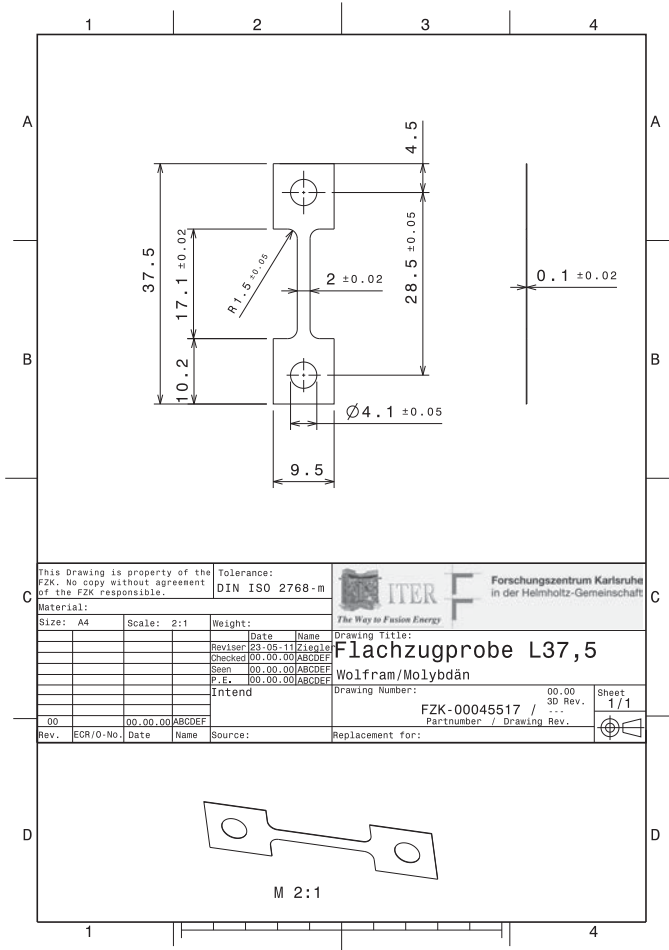 1 2 3 4
A A
4.5
37.5
17.1 ±0.02
R1.5 ±0.05
2 ±0.02
28.5 ±0.05
0.1 ±0.02
B B
10.2
Ø4.1 ±0.05
9.5
This Drawing is property of the
FZK. No copy without agreement
of the FZK responsible.
Tolerance:
DIN ISO 2768-m
ITER
The Way to Fusion Energy
Forschungszentrum Karlsruhe
in der Helmholtz-Gemeinschaft
C C
Material:
Size: A4 Scale: 2:1 Weight:
Date Name
Reviser 23-05-11 Ziegler
Checked 00.00.00 ABCDEF
Seen 00.00.00 ABCDEF
P.E. 00.00.00 ABCDEF
Drawing Title:
Flachzugprobe L37,5
Wolfram/Molybdän
Intend
Drawing Number:
FZK-00045517 /
00.00
3D Rev.
---
Partnumber / Drawing Rev.
Sheet
1/1
00 00.00.00 ABCDEF
Rev. ECR/O-No. Date Name Source: Replacement for:
D D
M 2:1
1 4